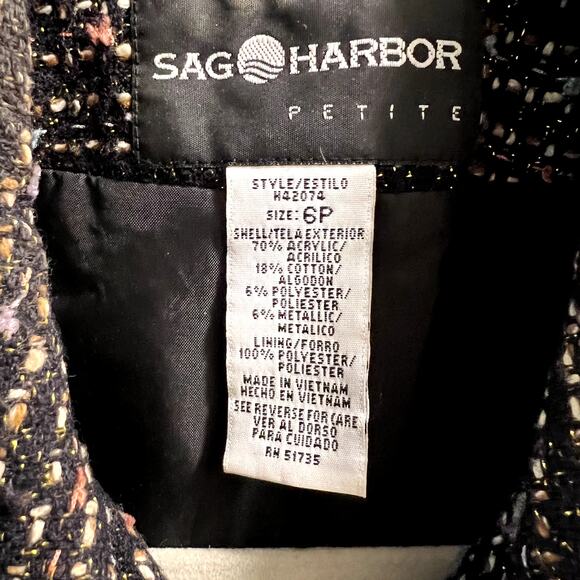 SAG HARBOR
PETITE
STYLE/ESTILO
H42074
SIZE: 6P
SHELL/TELA EXTERIOR
70% ACRYLIC/
ACRILICO
18% COTTON/
ALGODON
6% POLYESTER/
POLIESTER
6% METALLIC/
METALICO
LINING/FORRO
100% POLYESTER/
POLIESTER
MADE IN VIETNAM
HECHO EN VIETNAM
SEE REVERSE FOR CARE
VER AL DORSO
PARA CUIDADO
RN 51735